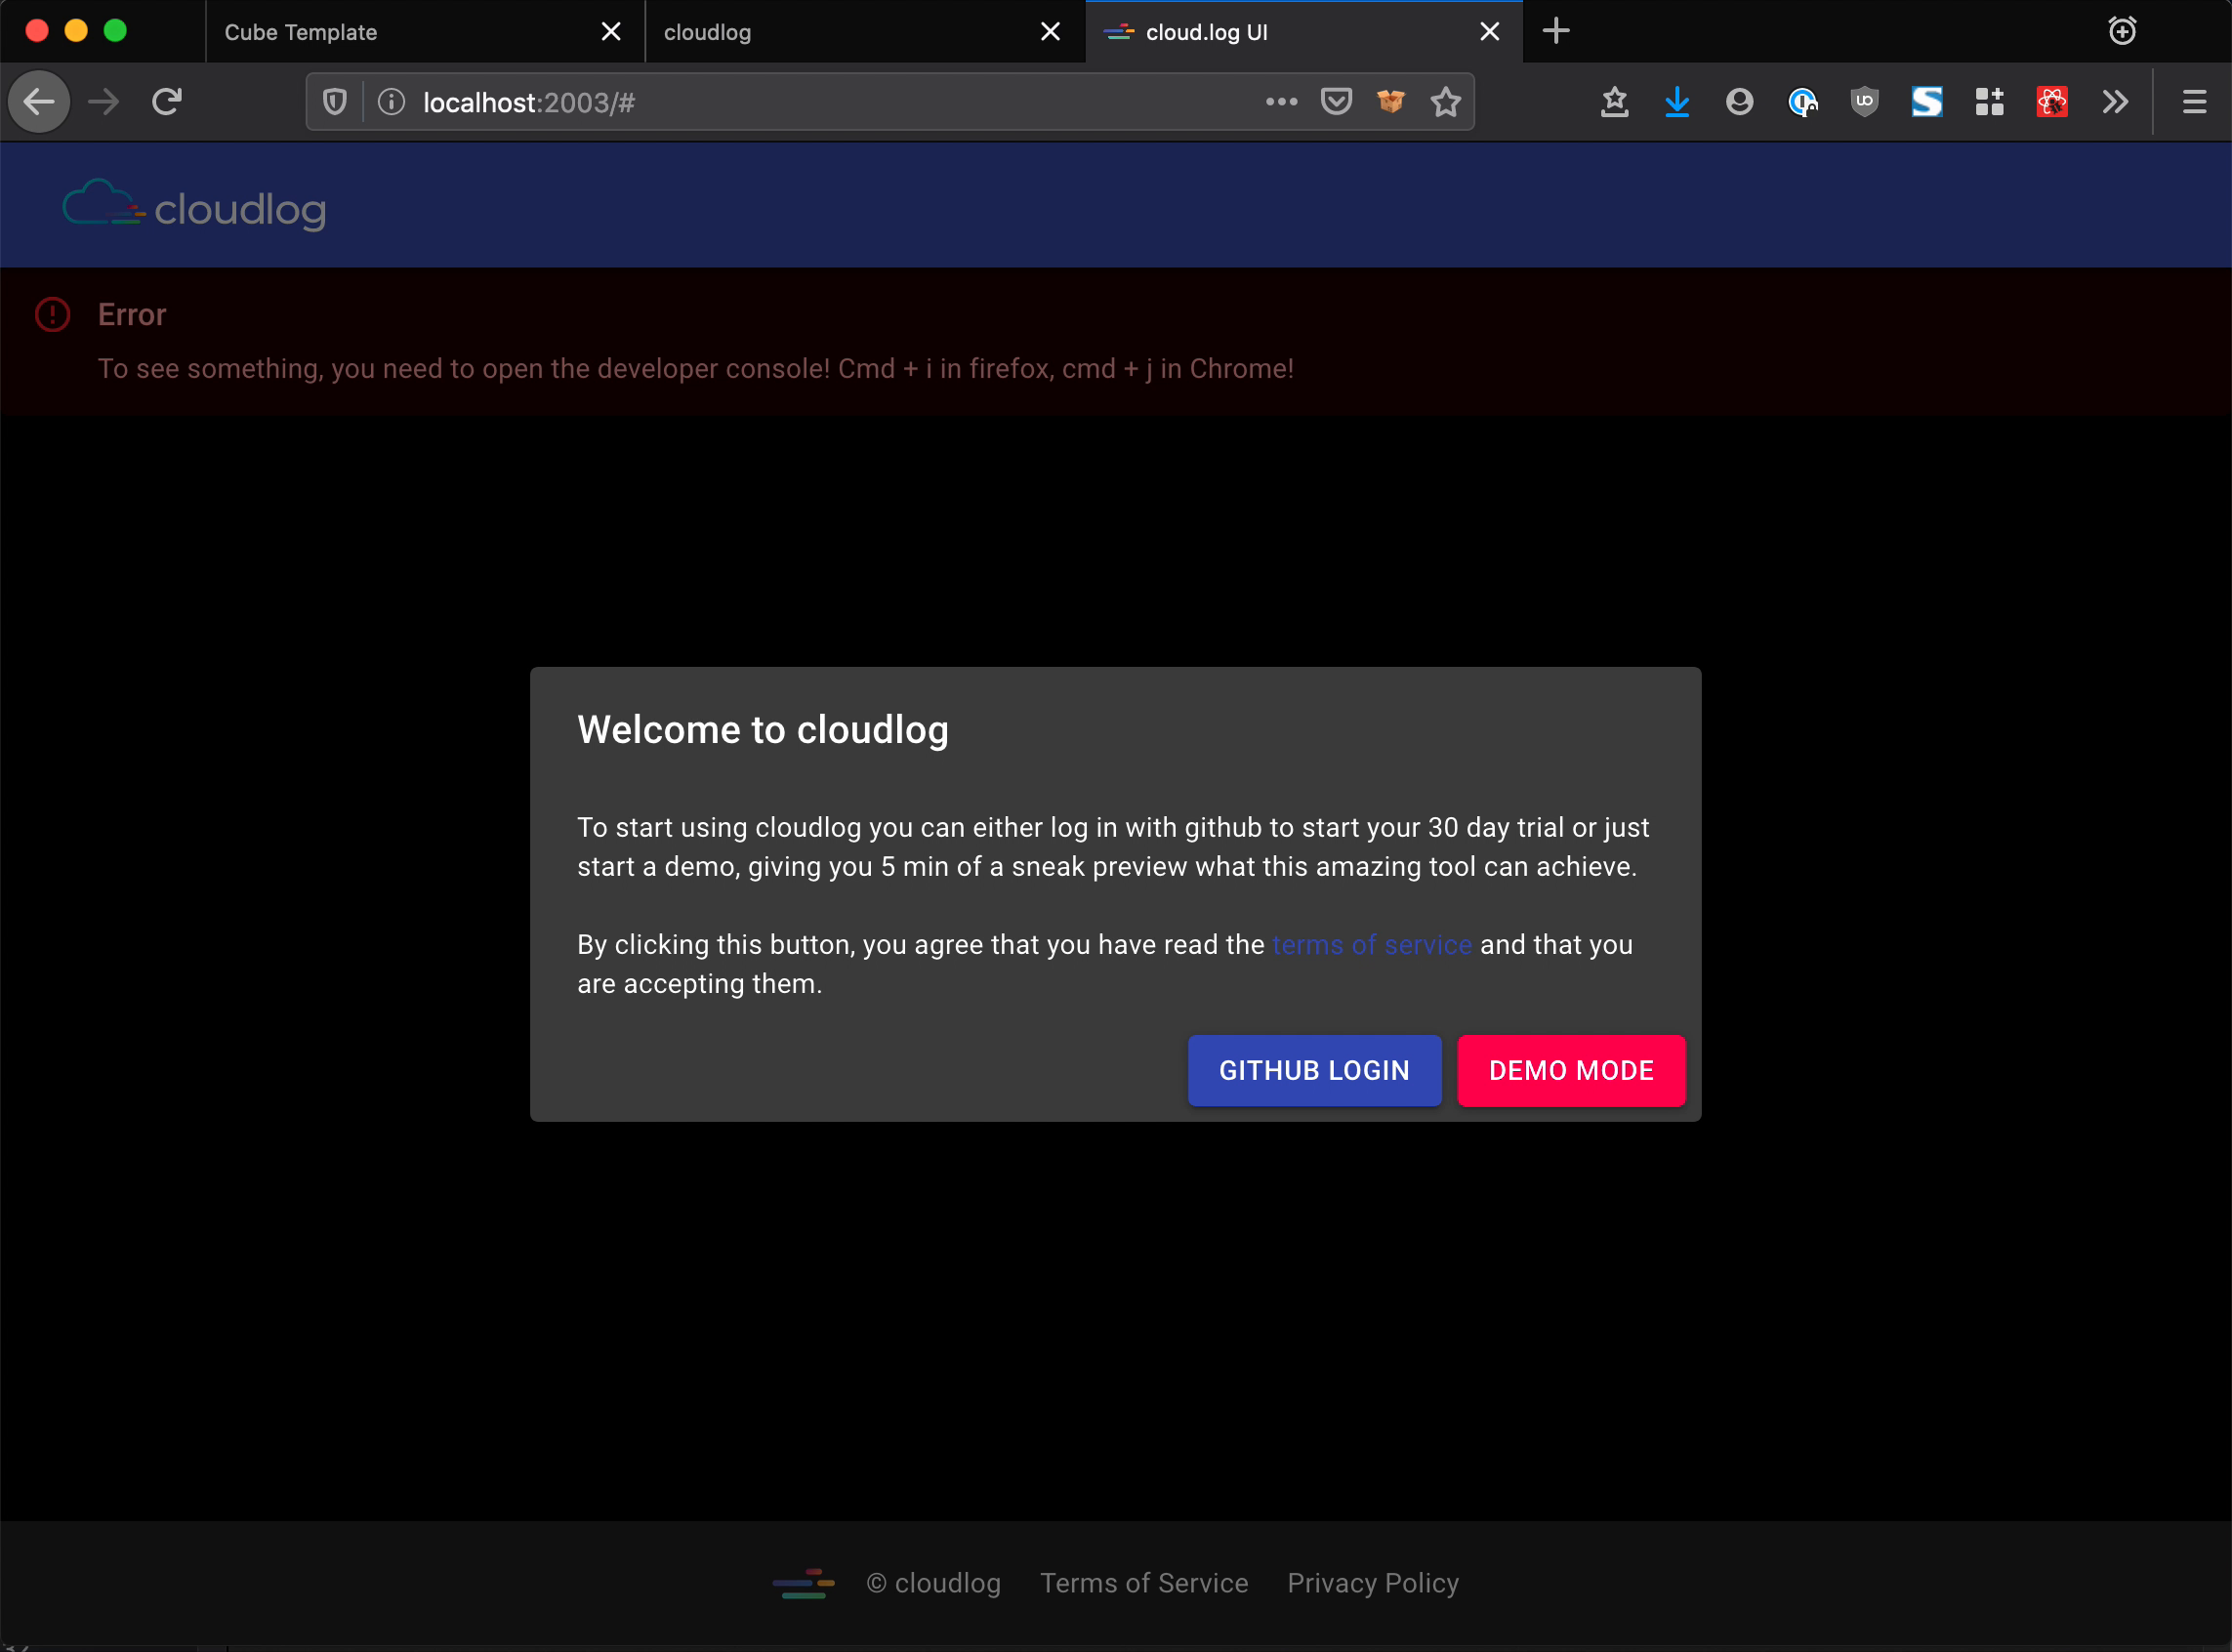 Cube Template
cloudlog
cloud.log UI
localhost:2003/#
cloudlog
Error
To see something, you need to open the developer console! Cmd + i in firefox, cmd + j in Chrome!
Welcome to cloudlog
To start using cloudlog you can either log in with github to start your 30 day trial or just
start a demo, giving you 5 min of a sneak preview what this amazing tool can achieve.
By clicking this button, you agree that you have read the terms of service and that you
are accepting them.
GITHUB LOGIN
DEMO MODE
© cloudlog
Terms of Service
Privacy Policy